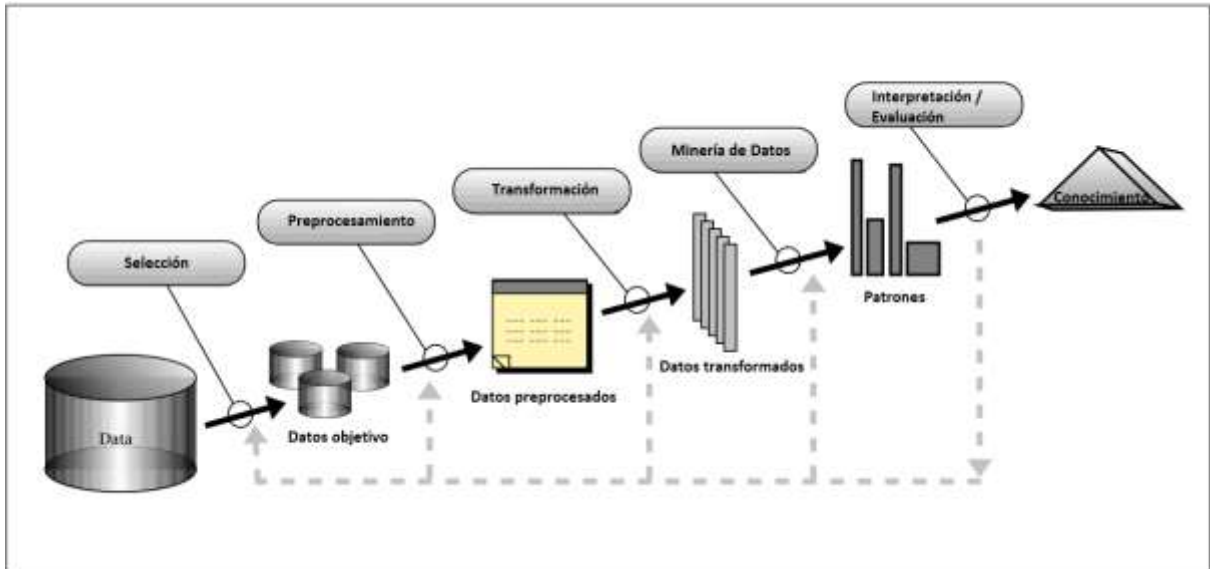 Interpretación /
Evaluación
Minería de Datos
Transformación
Preprocesamiento
Selección
Conocimiento
Patrones
Datos transformados
Datos preprocesados
Datos objetivo
Data